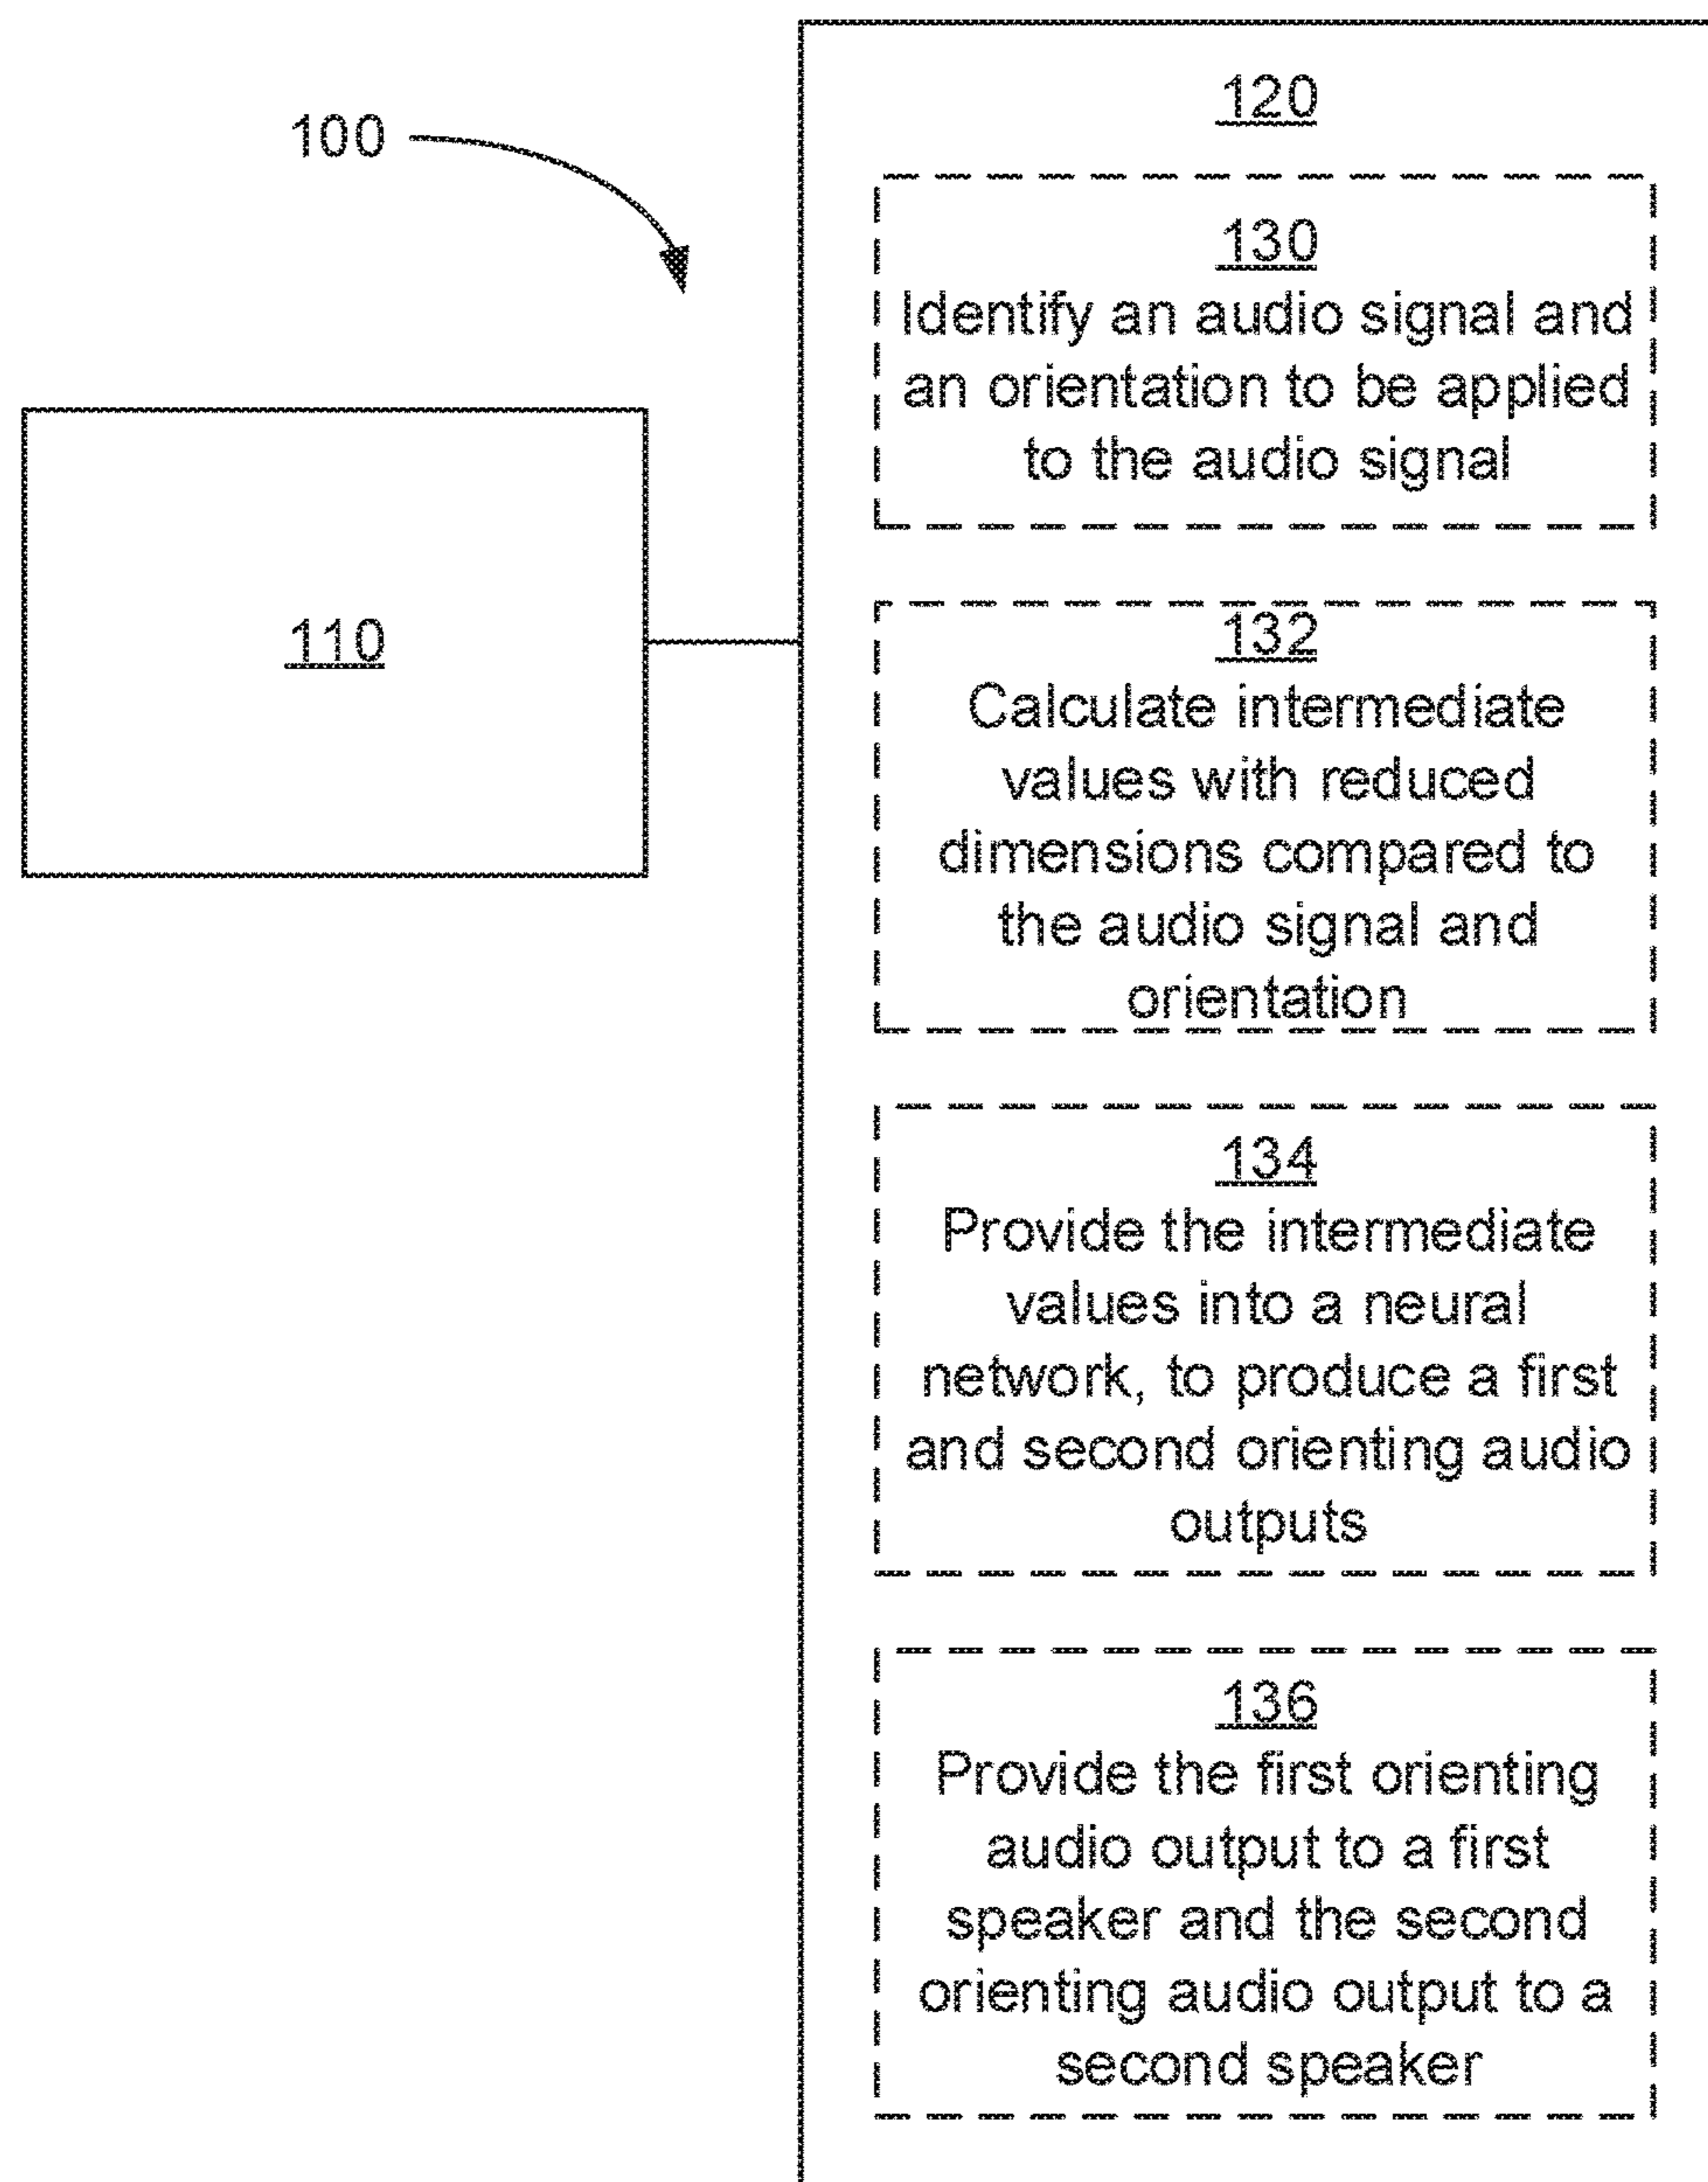 100
110
120
130
Identify an audio signal and
an orientation to be applied
to the audio signal
132
Calculate intermediate
values with reduced
dimensions compared to
the audio signal and
orientation
134
Provide the intermediate
values into a neural
network, to produce a first
and second orienting audio
outputs
136
Provide the first orienting
audio output to a first
speaker and the second
orienting audio output to a
second speaker